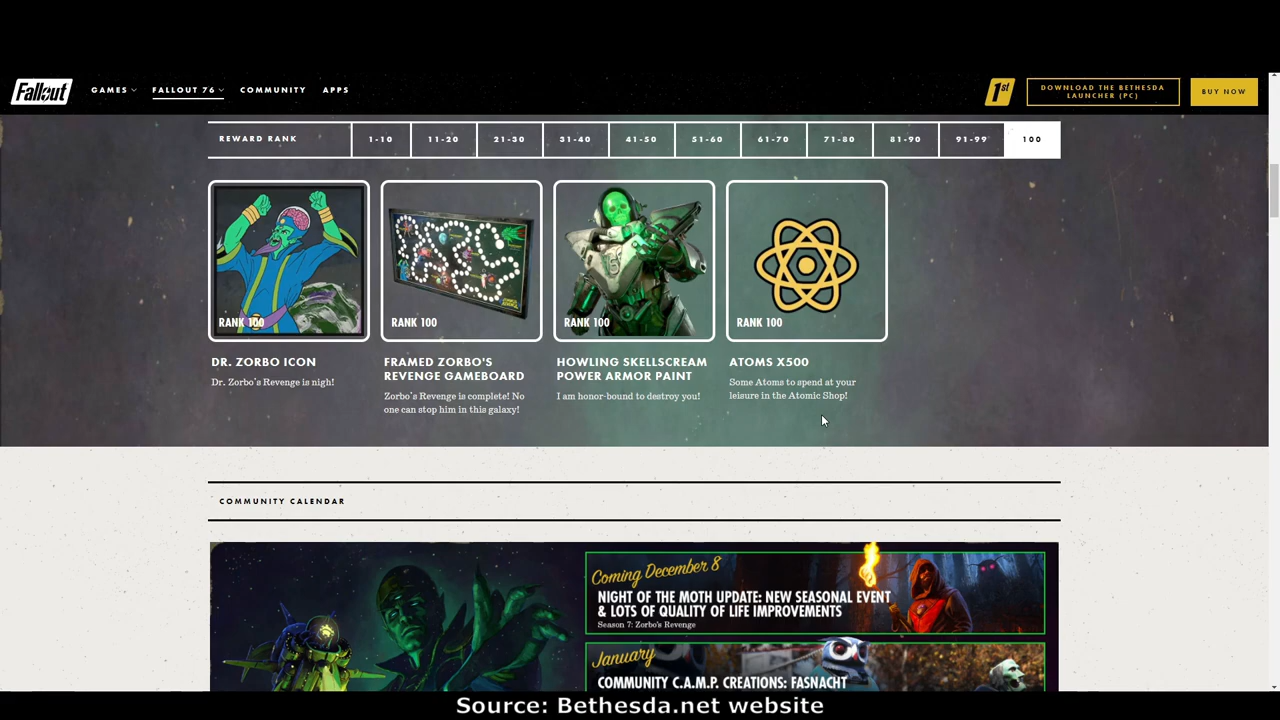 Fallout
GAMES
FALLOUT 76
COMMUNITY
APPS
1st
DOWNLOAD THE BETHESDA
LAUNCHER (PC)
BUY NOW
REWARD RANK
1-10
11-20
21-30
31-40
41-50
51-60
61-70
71-80
81-90
91-99
100
RANK 100
RANK 100
RANK 100
RANK 100
DR. ZORBO ICON
Dr. Zorbo's Revenge is nigh!
FRAMED ZORBO'S
REVENGE GAMEBOARD
Zorbo's Revenge is complete! No
one can stop him in this galaxy!
HOWLING SKELLSCREAM
POWER ARMOR PAINT
I am honor-bound to destroy you!
ATOMS X500
Some Atoms to spend at your
leisure in the Atomic Shop!
COMMUNITY CALENDAR
Coming December 8
NIGHT OF THE MOTH UPDATE: NEW SEASONAL EVENT
& LOTS OF QUALITY OF LIFE IMPROVEMENTS
Season 7: Zorbo's Revenge
January
COMMUNITY C.A.M.P. CREATIONS: FASNACHT
Source: Bethesda.net website